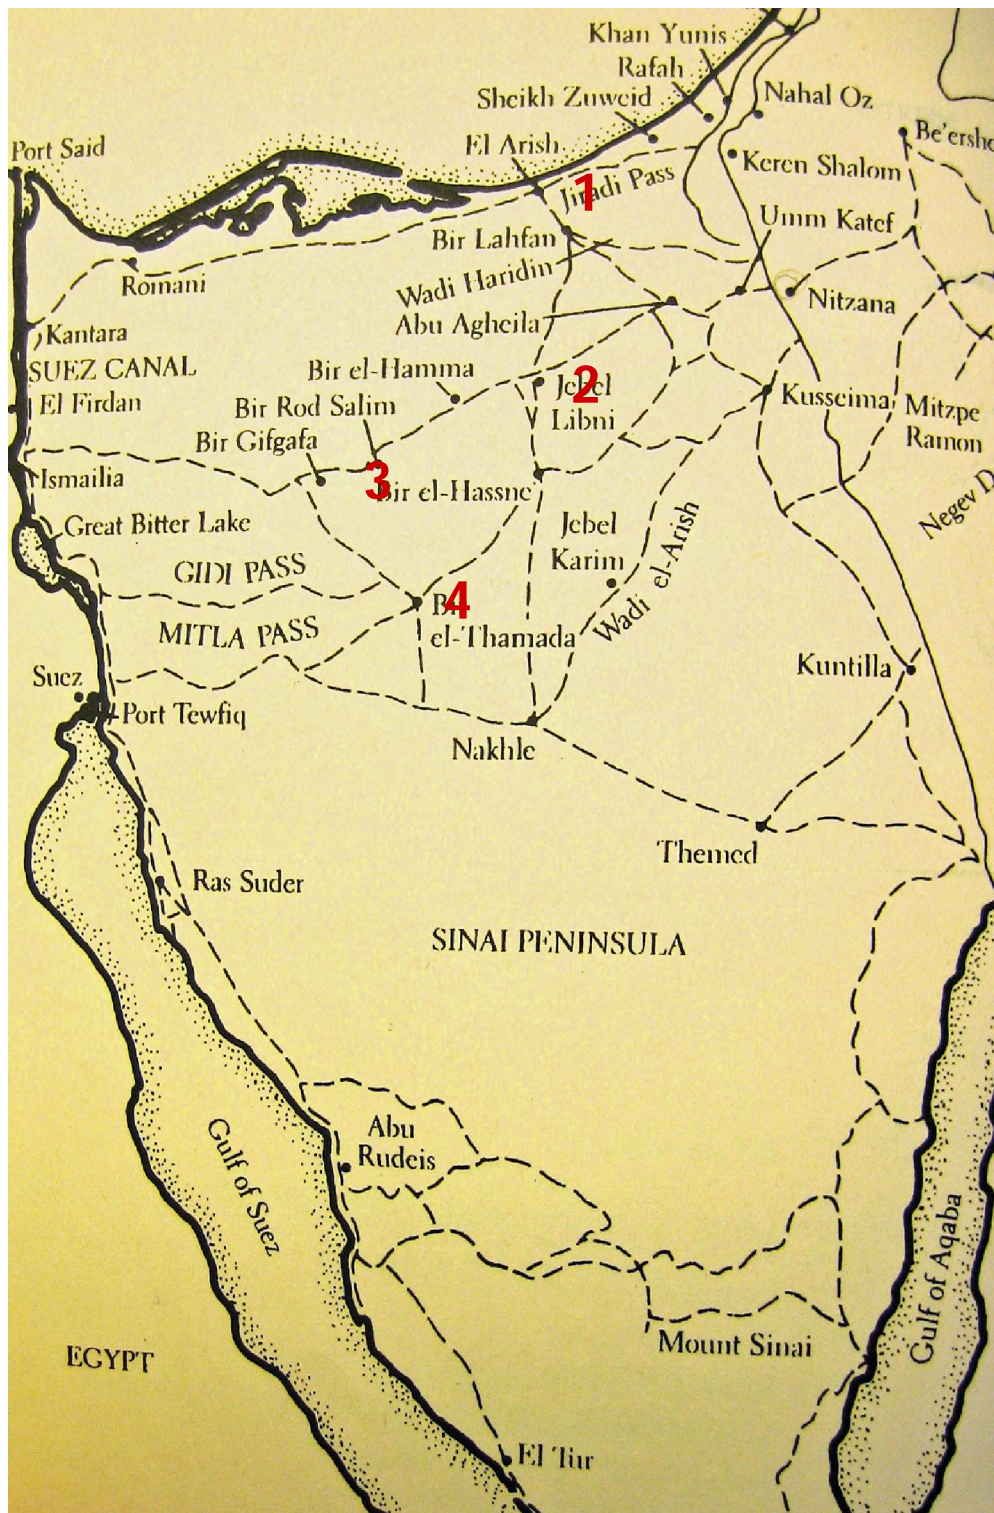 Khan Yunis
Rafah
Sheikh Zuweid
Nahal Oz
Port Said
El Arish
Keren Shalom
Jiradi Pass
1
Umm Katef
Bir Lahfan
Wadi Haridin
Romani
Nitzana
Abu Agheila
Kantara
SUEZ CANAL
Bir el-Hamma
Jebel
Libni
2
El Firdan
Bir Rod Salim
Kusseima
Mitzpe
Ramon
Bir Gifgafa
Ismailia
3
Bir el-Hassne
Negev D
Great Bitter Lake
Jebel
Karim
Wadi el-Arish
GIDI PASS
4
Bir
el-Thamada
MITLA PASS
Kuntilla
Suez
Port Tewfiq
Nakhle
Themed
Ras Suder
SINAI PENINSULA
Abu
Rudeis
Gulf of Suez
Gulf of Aqaba
Mount Sinai
EGYPT
El Tur